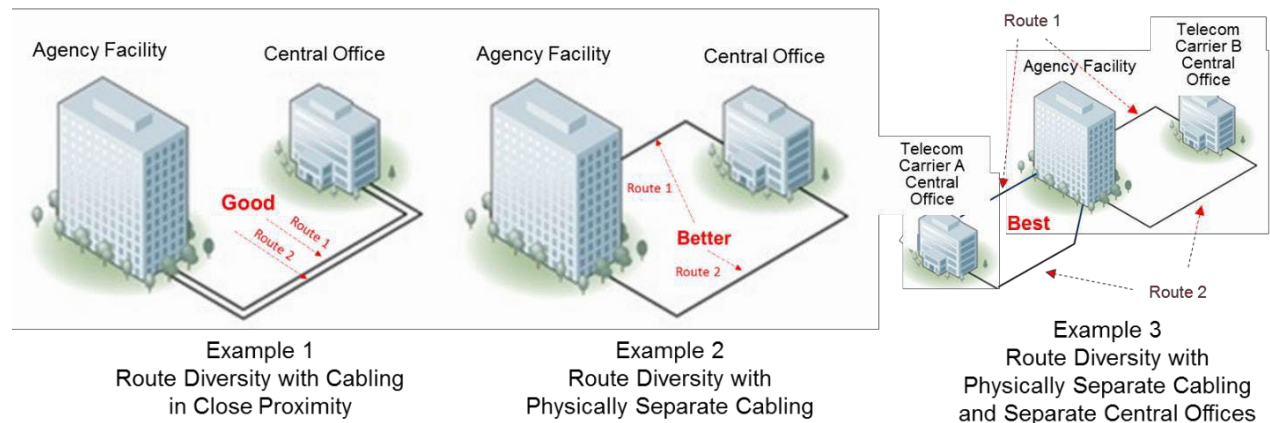 Agency Facility
Central Office
Good
Route 1
Route 2
Example 1
Route Diversity with Cabling
in Close Proximity
Agency Facility
Central Office
Route 1
Better
Route 2
Example 2
Route Diversity with
Physically Separate Cabling
Route 1
Telecom
Carrier B
Central
Office
Agency Facility
Telecom
Carrier A
Central
Office
Best
Route 2
Example 3
Route Diversity with
Physically Separate Cabling
and Separate Central Offices